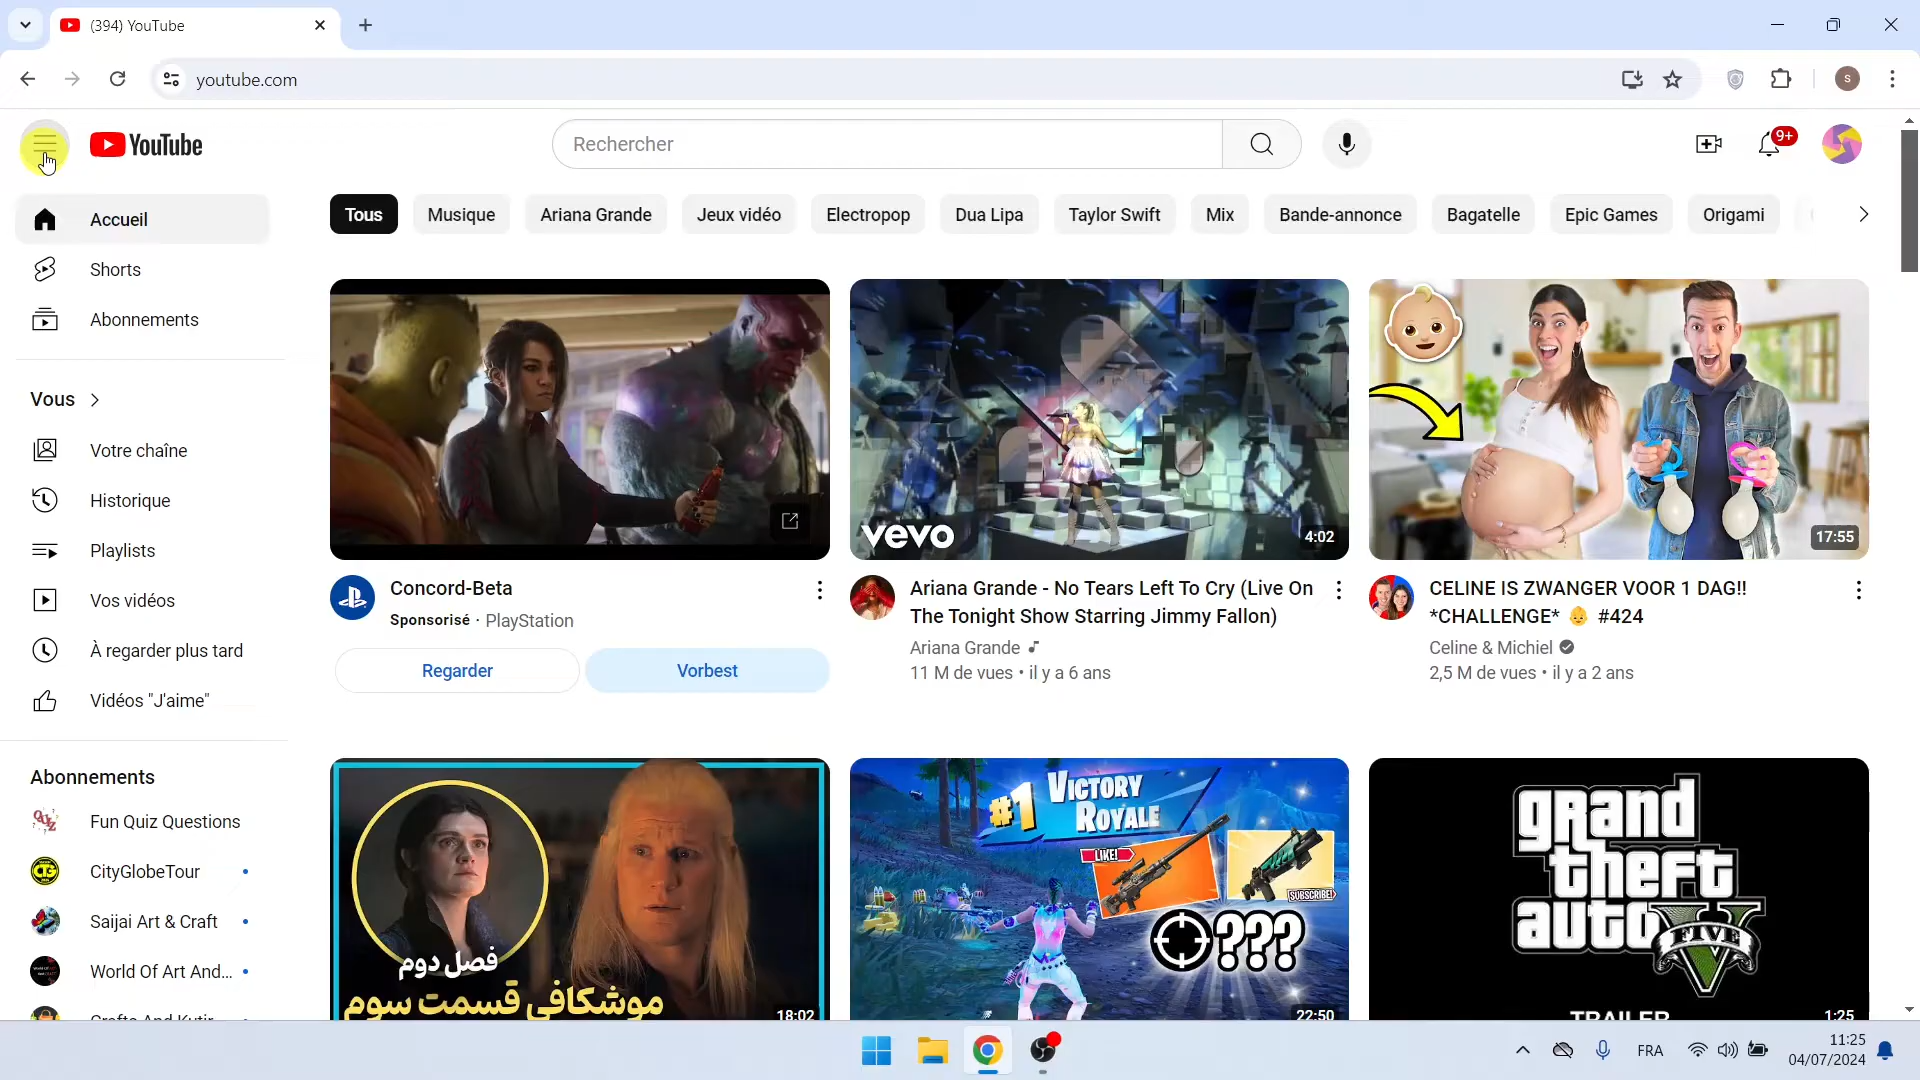 (394) YouTube
youtube.com
S
YouTube
Rechercher
9+
Accueil
Shorts
Abonnements
Vous
Votre chaîne
Historique
Playlists
Vos vidéos
À regarder plus tard
Vidéos "J'aime"
Abonnements
Fun Quiz Questions
CityGlobeTour
Saijai Art & Craft
World Of Art And...
Tous
Musique
Ariana Grande
Jeux vidéo
Electropop
Dua Lipa
Taylor Swift
Mix
Bande-annonce
Bagatelle
Epic Games
Origami
Concord-Beta
Sponsorisé · PlayStation
Regarder
Vorbest
vevo
4:02
Ariana Grande - No Tears Left To Cry (Live On
The Tonight Show Starring Jimmy Fallon)
Ariana Grande
11 M de vues • il y a 6 ans
17:55
CELINE IS ZWANGER VOOR 1 DAG!!
*CHALLENGE* 👶 #424
Celine & Michiel
2,5 M de vues • il y a 2 ans
فصل دوم
موشکافی قسمت سوم
18:02
#1 VICTORY
ROYALE
LIKE!
SUBSCRIBE!
???
22:50
grand
theft
auto
FIVE
TRAILER
1:25
FRA
11:25
04/07/2024